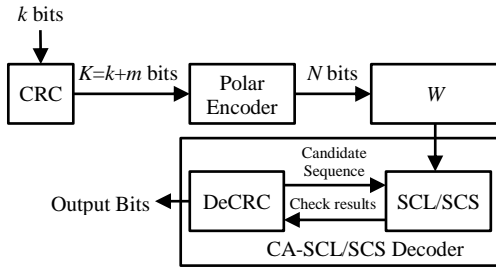 k bits
CRC
K=k+m bits
Polar
Encoder
N bits
W
Candidate
Sequence
Output Bits
DeCRC
Check results
SCL/SCS
CA-SCL/SCS Decoder